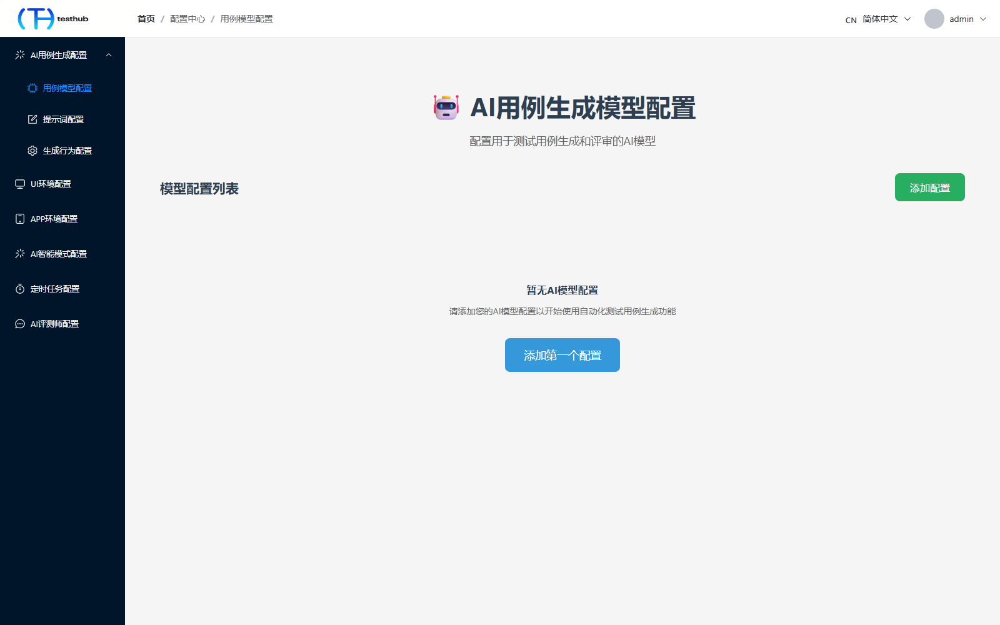 testhub
首页 / 配置中心 / 用例模型配置
CN 简体中文
admin
AI用例生成配置
用例模型配置
提示词配置
生成行为配置
UI环境配置
APP环境配置
AI智能模式配置
定时任务配置
AI评测师配置
AI用例生成模型配置
配置用于测试用例生成和评审的AI模型
模型配置列表
添加配置
暂无AI模型配置
请添加您的AI模型配置以开始使用自动化测试用例生成功能
添加第一个配置